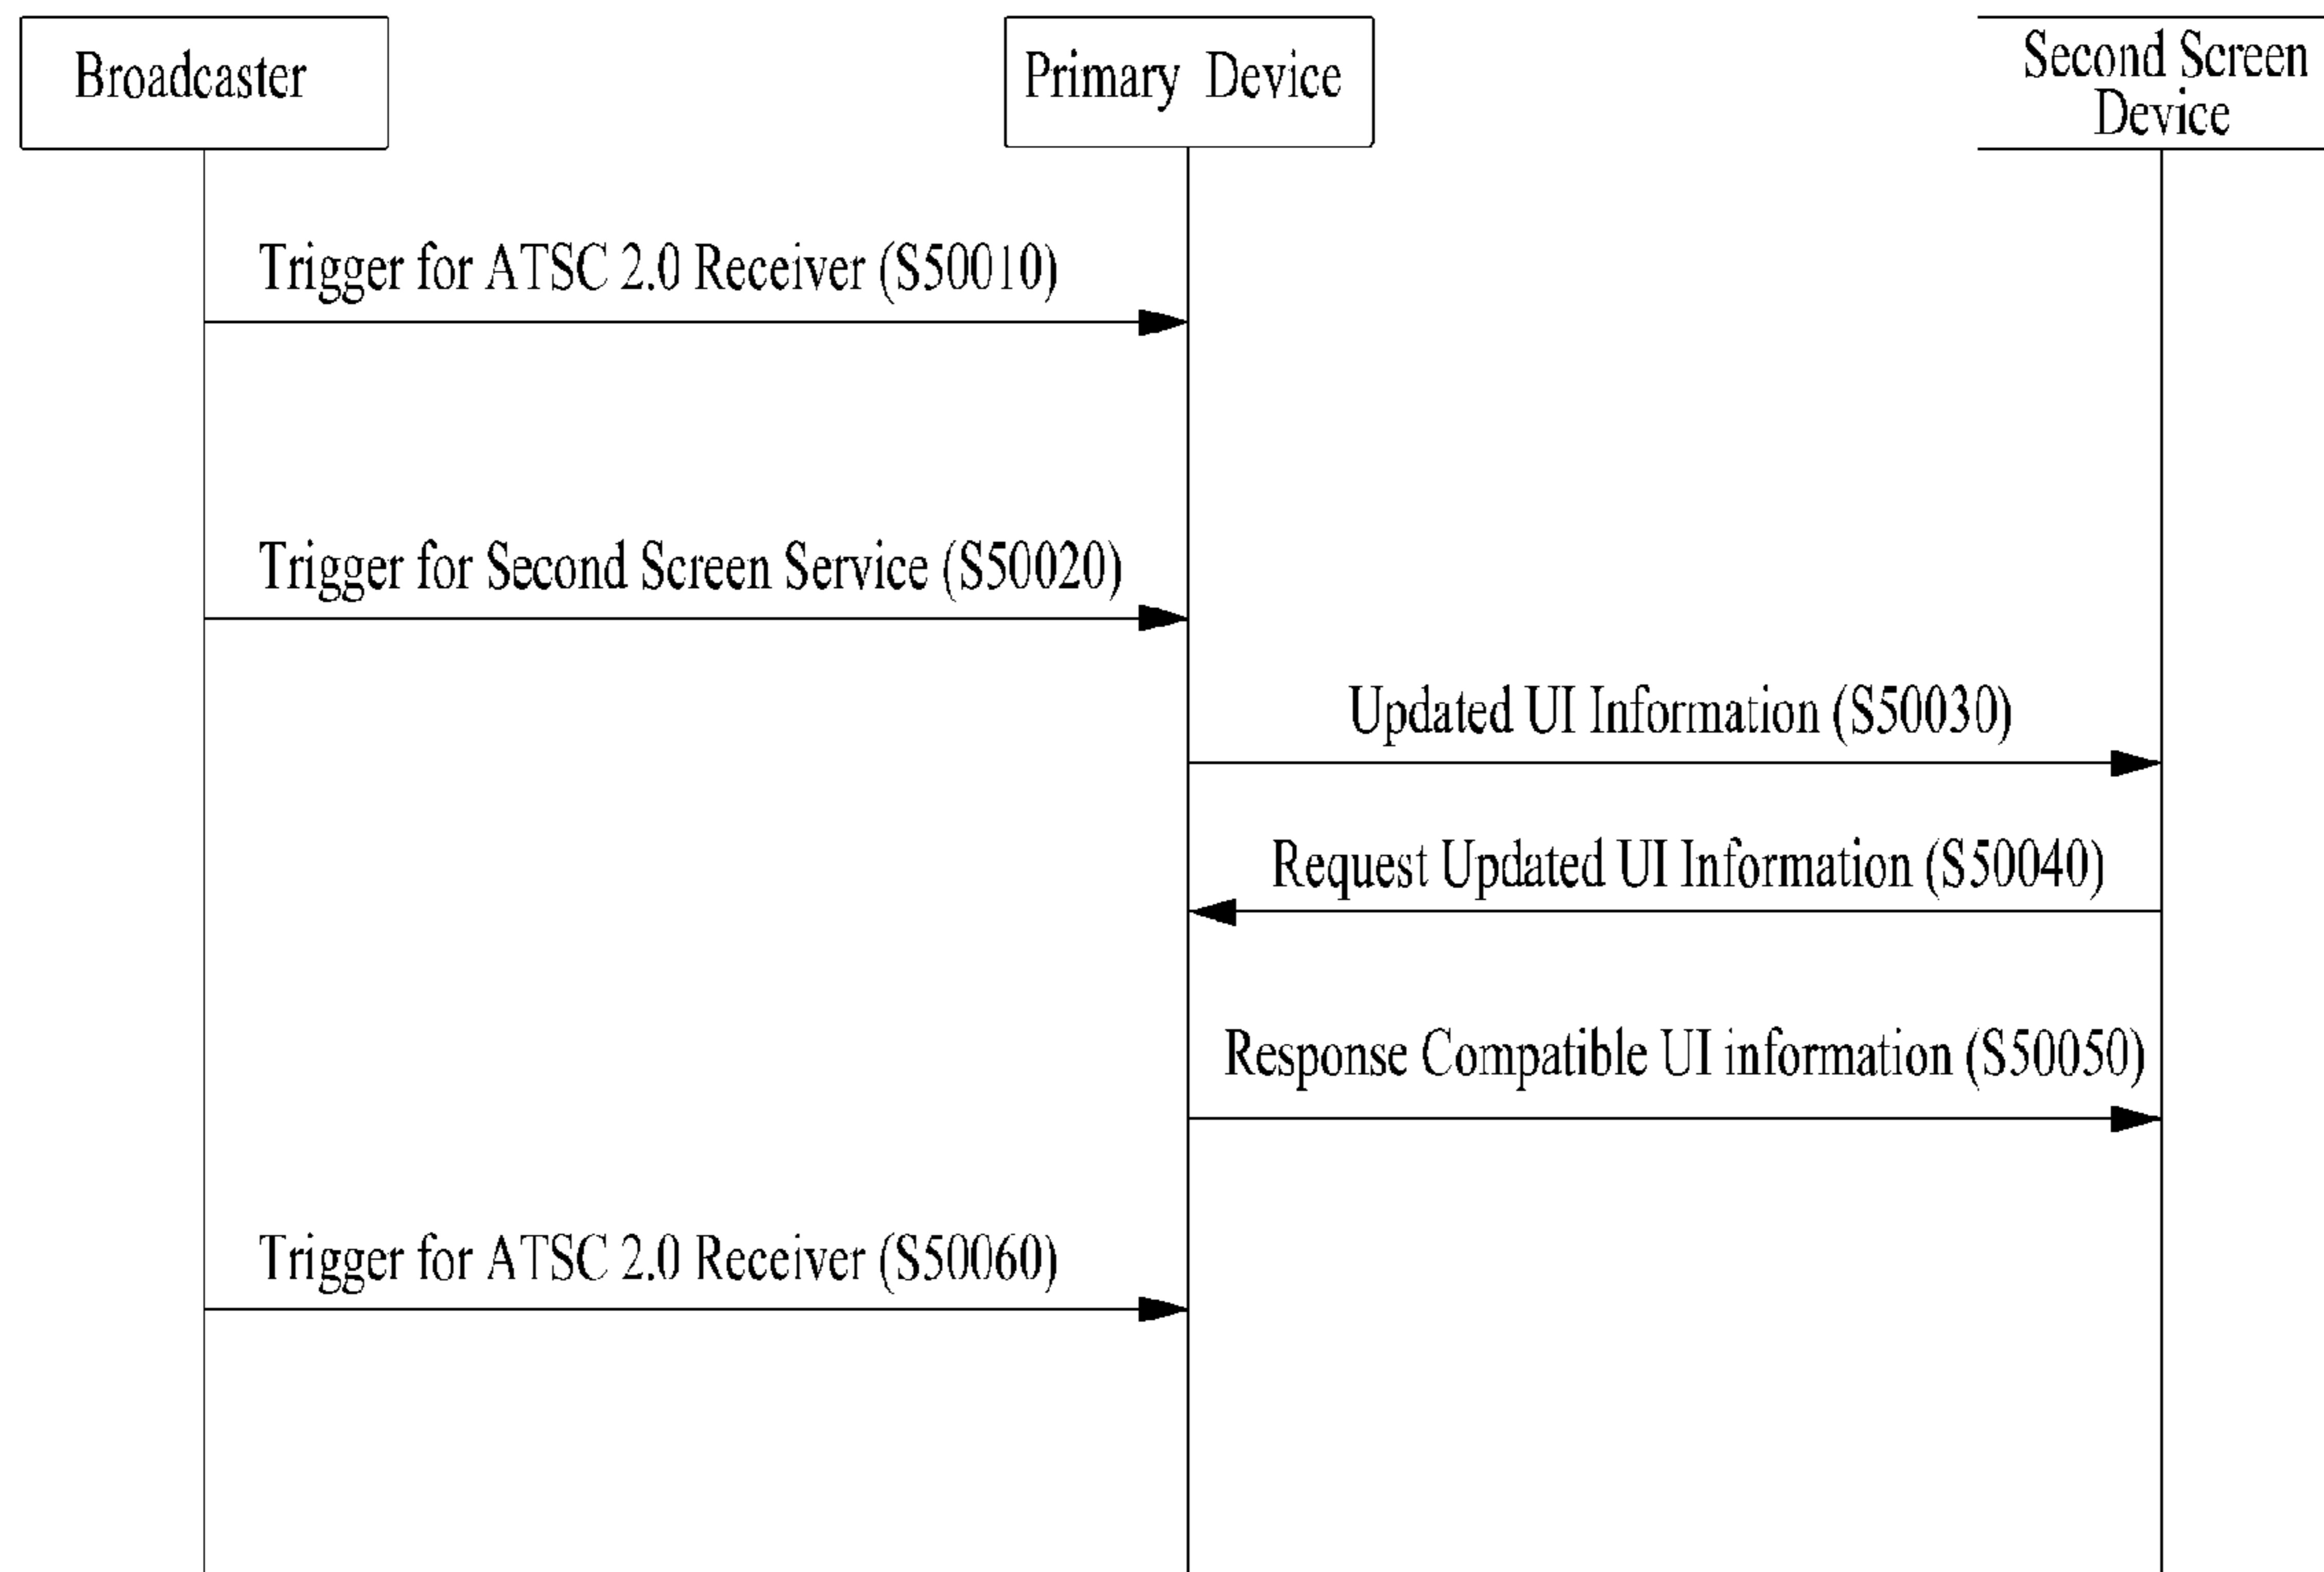 Broadcaster
Primary Device
Second Screen
Device
Trigger for ATSC 2.0 Receiver (S50010)
Trigger for Second Screen Service (S50020)
Updated UI Information (S50030)
Request Updated UI Information (S50040)
Response Compatible UI information (S50050)
Trigger for ATSC 2.0 Receiver (S50060)